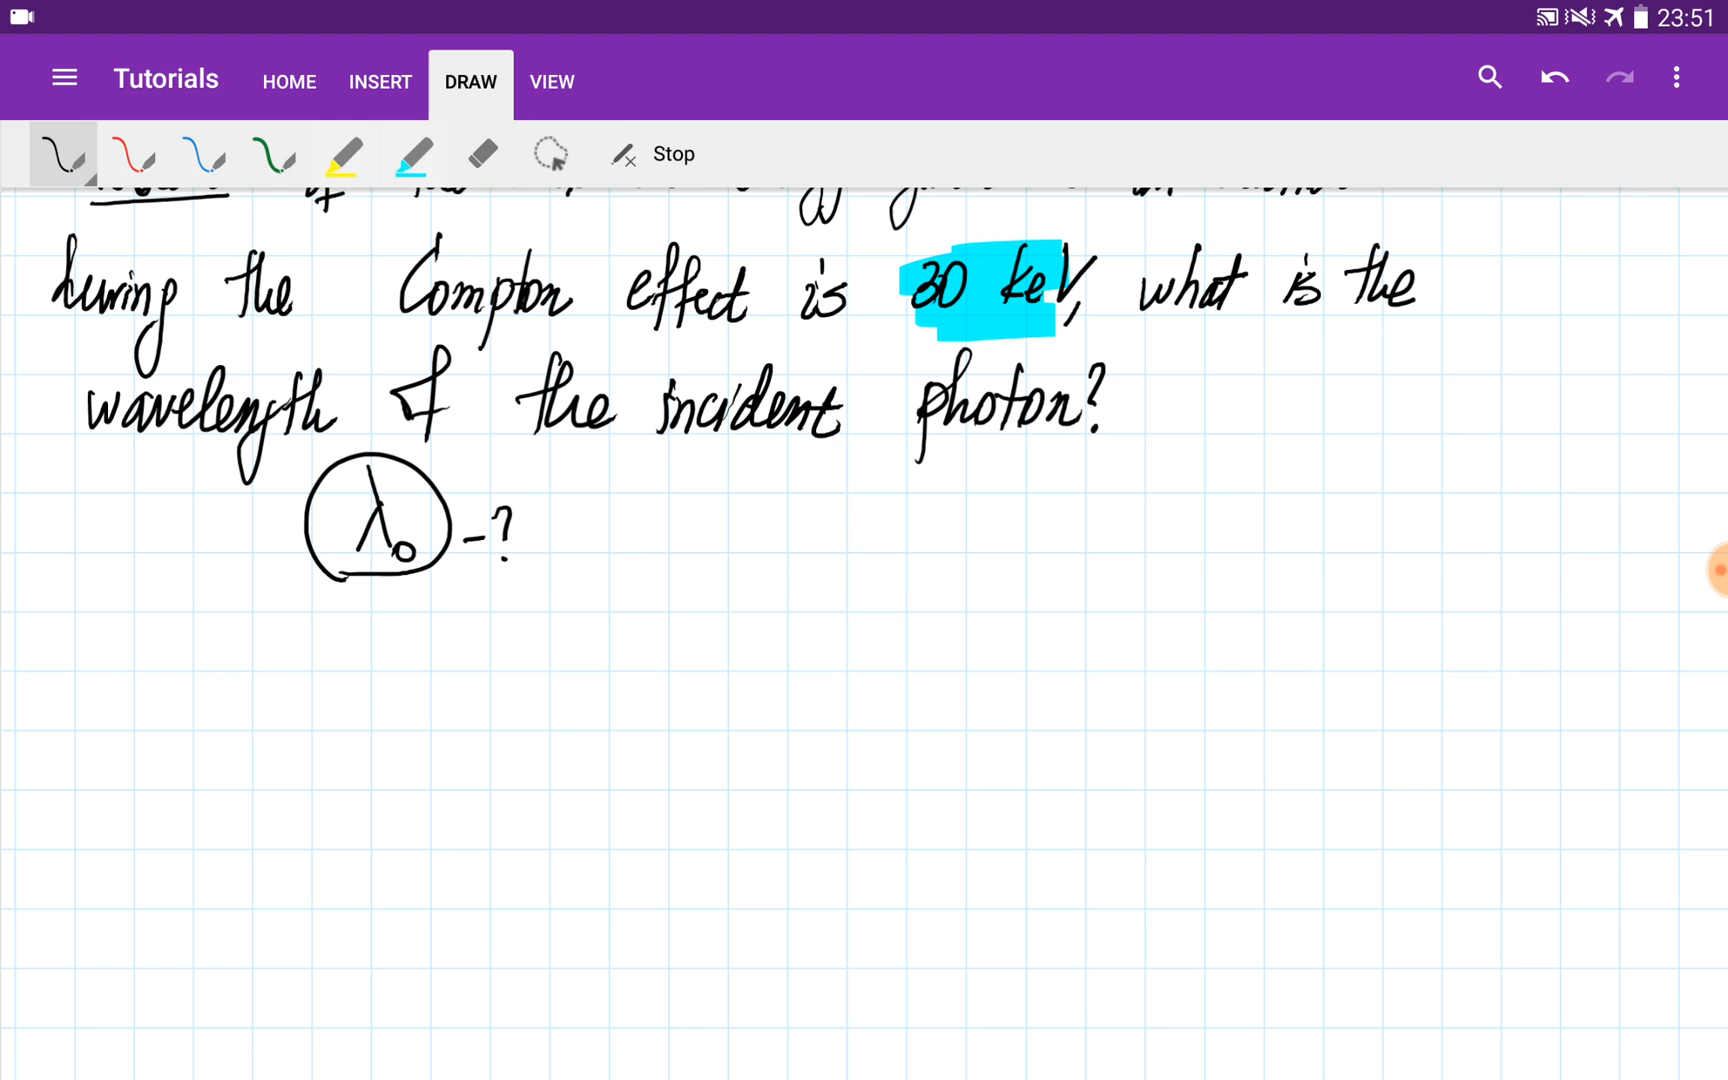 23:51
Tutorials HOME INSERT DRAW VIEW
Stop
during the Compton effect is 30 keV, what is the
wavelength of the incident photon?
λ₀ - ?